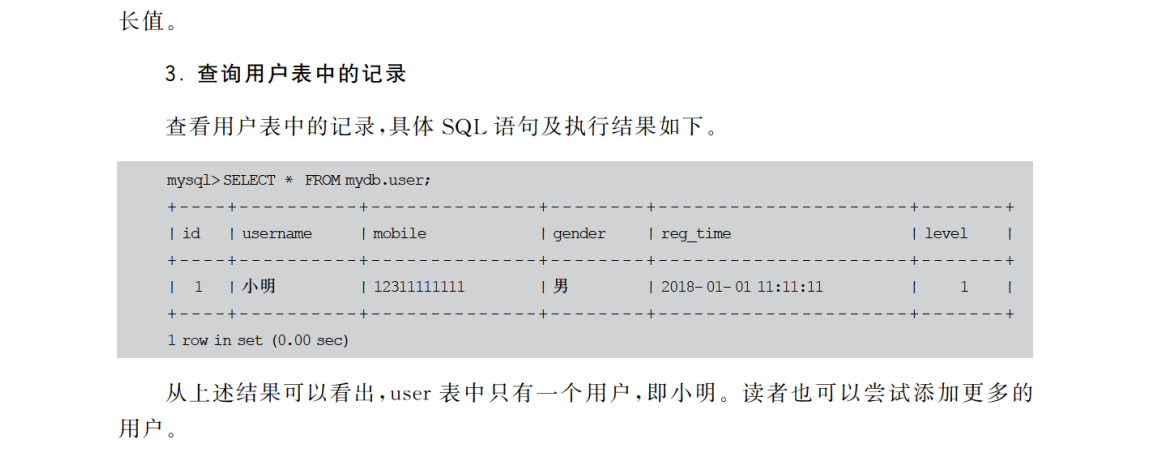 长值。
3. 查询用户表中的记录
查看用户表中的记录,具体 SQL 语句及执行结果如下。
mysql>SELECT * FROM mydb.user;
+----+----------+--------------+--------+----------------------+-------+
| id | username | mobile | gender | reg_time | level |
+----+----------+--------------+--------+----------------------+-------+
| 1 | 小明 | 12311111111 | 男 | 2018-01-01 11:11:11 | 1 |
+----+----------+--------------+--------+----------------------+-------+
1 row in set (0.00 sec)
从上述结果可以看出,user 表中只有一个用户,即小明。读者也可以尝试添加更多的
用户。